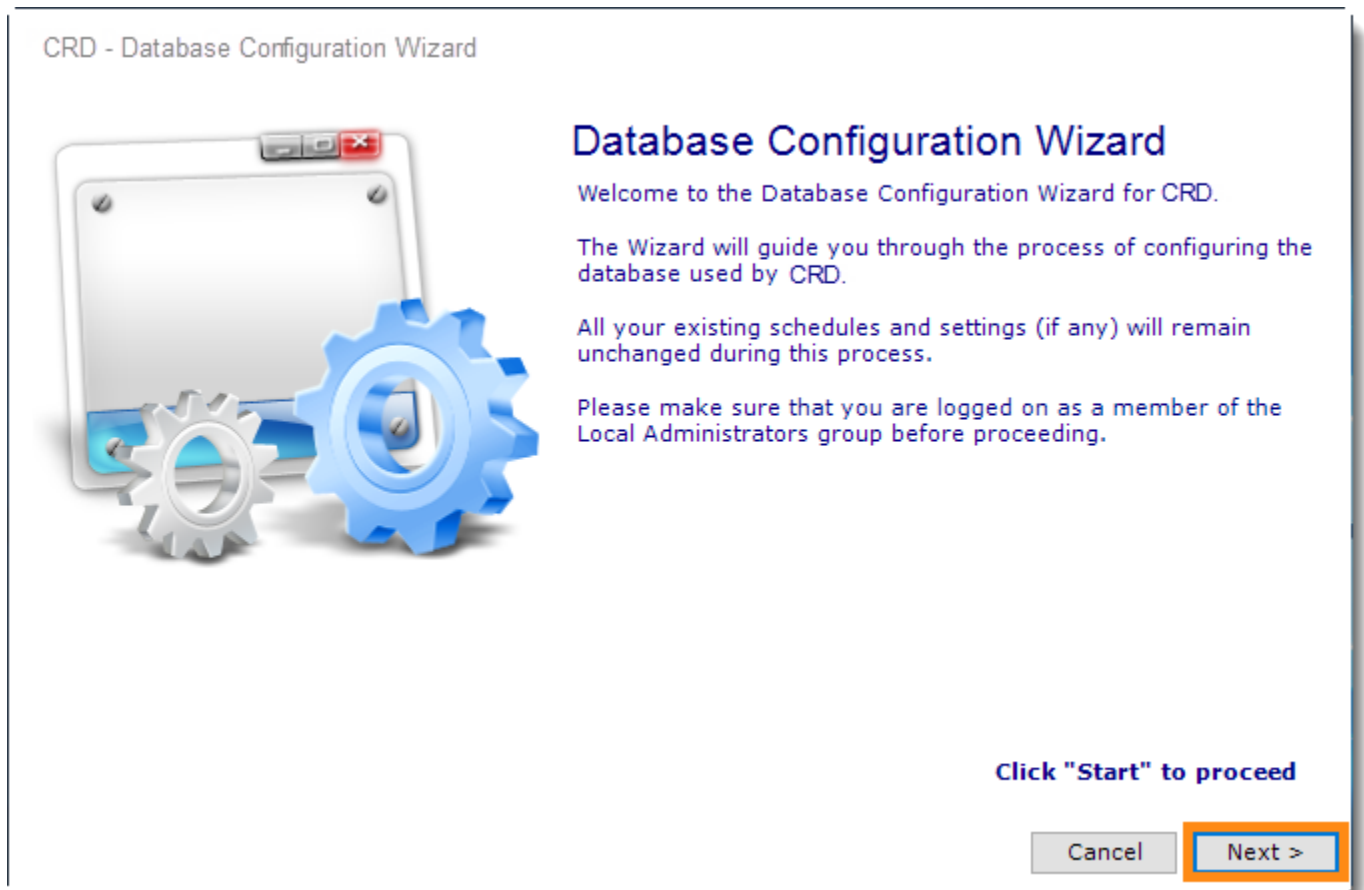 CRD - Database Configuration Wizard
Database Configuration Wizard
Welcome to the Database Configuration Wizard for CRD.
The Wizard will guide you through the process of configuring the
database used by CRD.
All your existing schedules and settings (if any) will remain
unchanged during this process.
Please make sure that you are logged on as a member of the
Local Administrators group before proceeding.
Click "Start" to proceed
Cancel
Next >